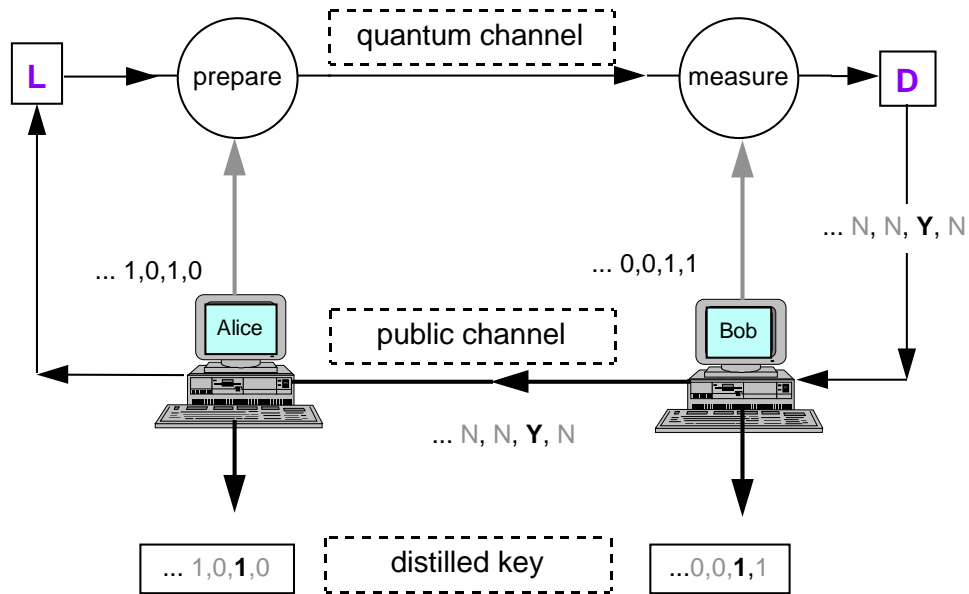 quantum channel
L
prepare
measure
D
... N, N, Y, N
... 1,0,1,0
... 0,0,1,1
Alice
public channel
Bob
... N, N, Y, N
... 1,0,1,0
distilled key
...0,0,1,1